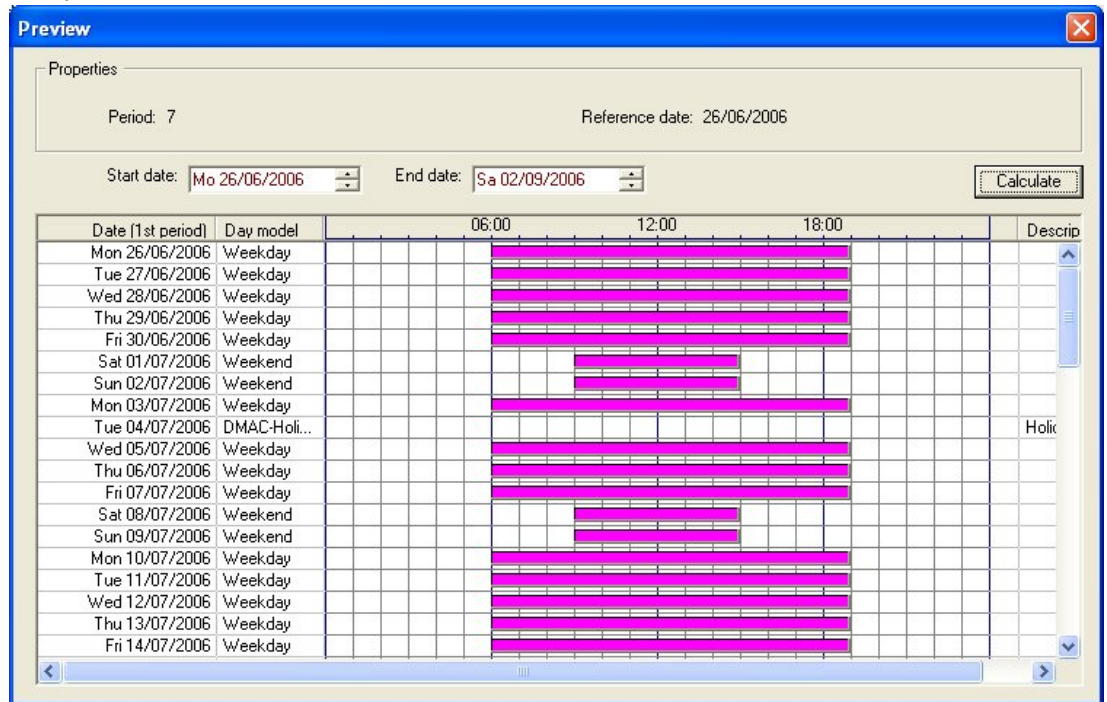 Preview
Properties
Period: 7 Reference date: 26/06/2006
Start date: Mo 26/06/2006 End date: Sa 02/09/2006 Calculate
Date (1st period) Day model 06:00 12:00 18:00 Descrip
Mon 26/06/2006 Weekday
Tue 27/06/2006 Weekday
Wed 28/06/2006 Weekday
Thu 29/06/2006 Weekday
Fri 30/06/2006 Weekday
Sat 01/07/2006 Weekend
Sun 02/07/2006 Weekend
Mon 03/07/2006 Weekday
Tue 04/07/2006 DMAC-Holi... Holic
Wed 05/07/2006 Weekday
Thu 06/07/2006 Weekday
Fri 07/07/2006 Weekday
Sat 08/07/2006 Weekend
Sun 09/07/2006 Weekend
Mon 10/07/2006 Weekday
Tue 11/07/2006 Weekday
Wed 12/07/2006 Weekday
Thu 13/07/2006 Weekday
Fri 14/07/2006 Weekday